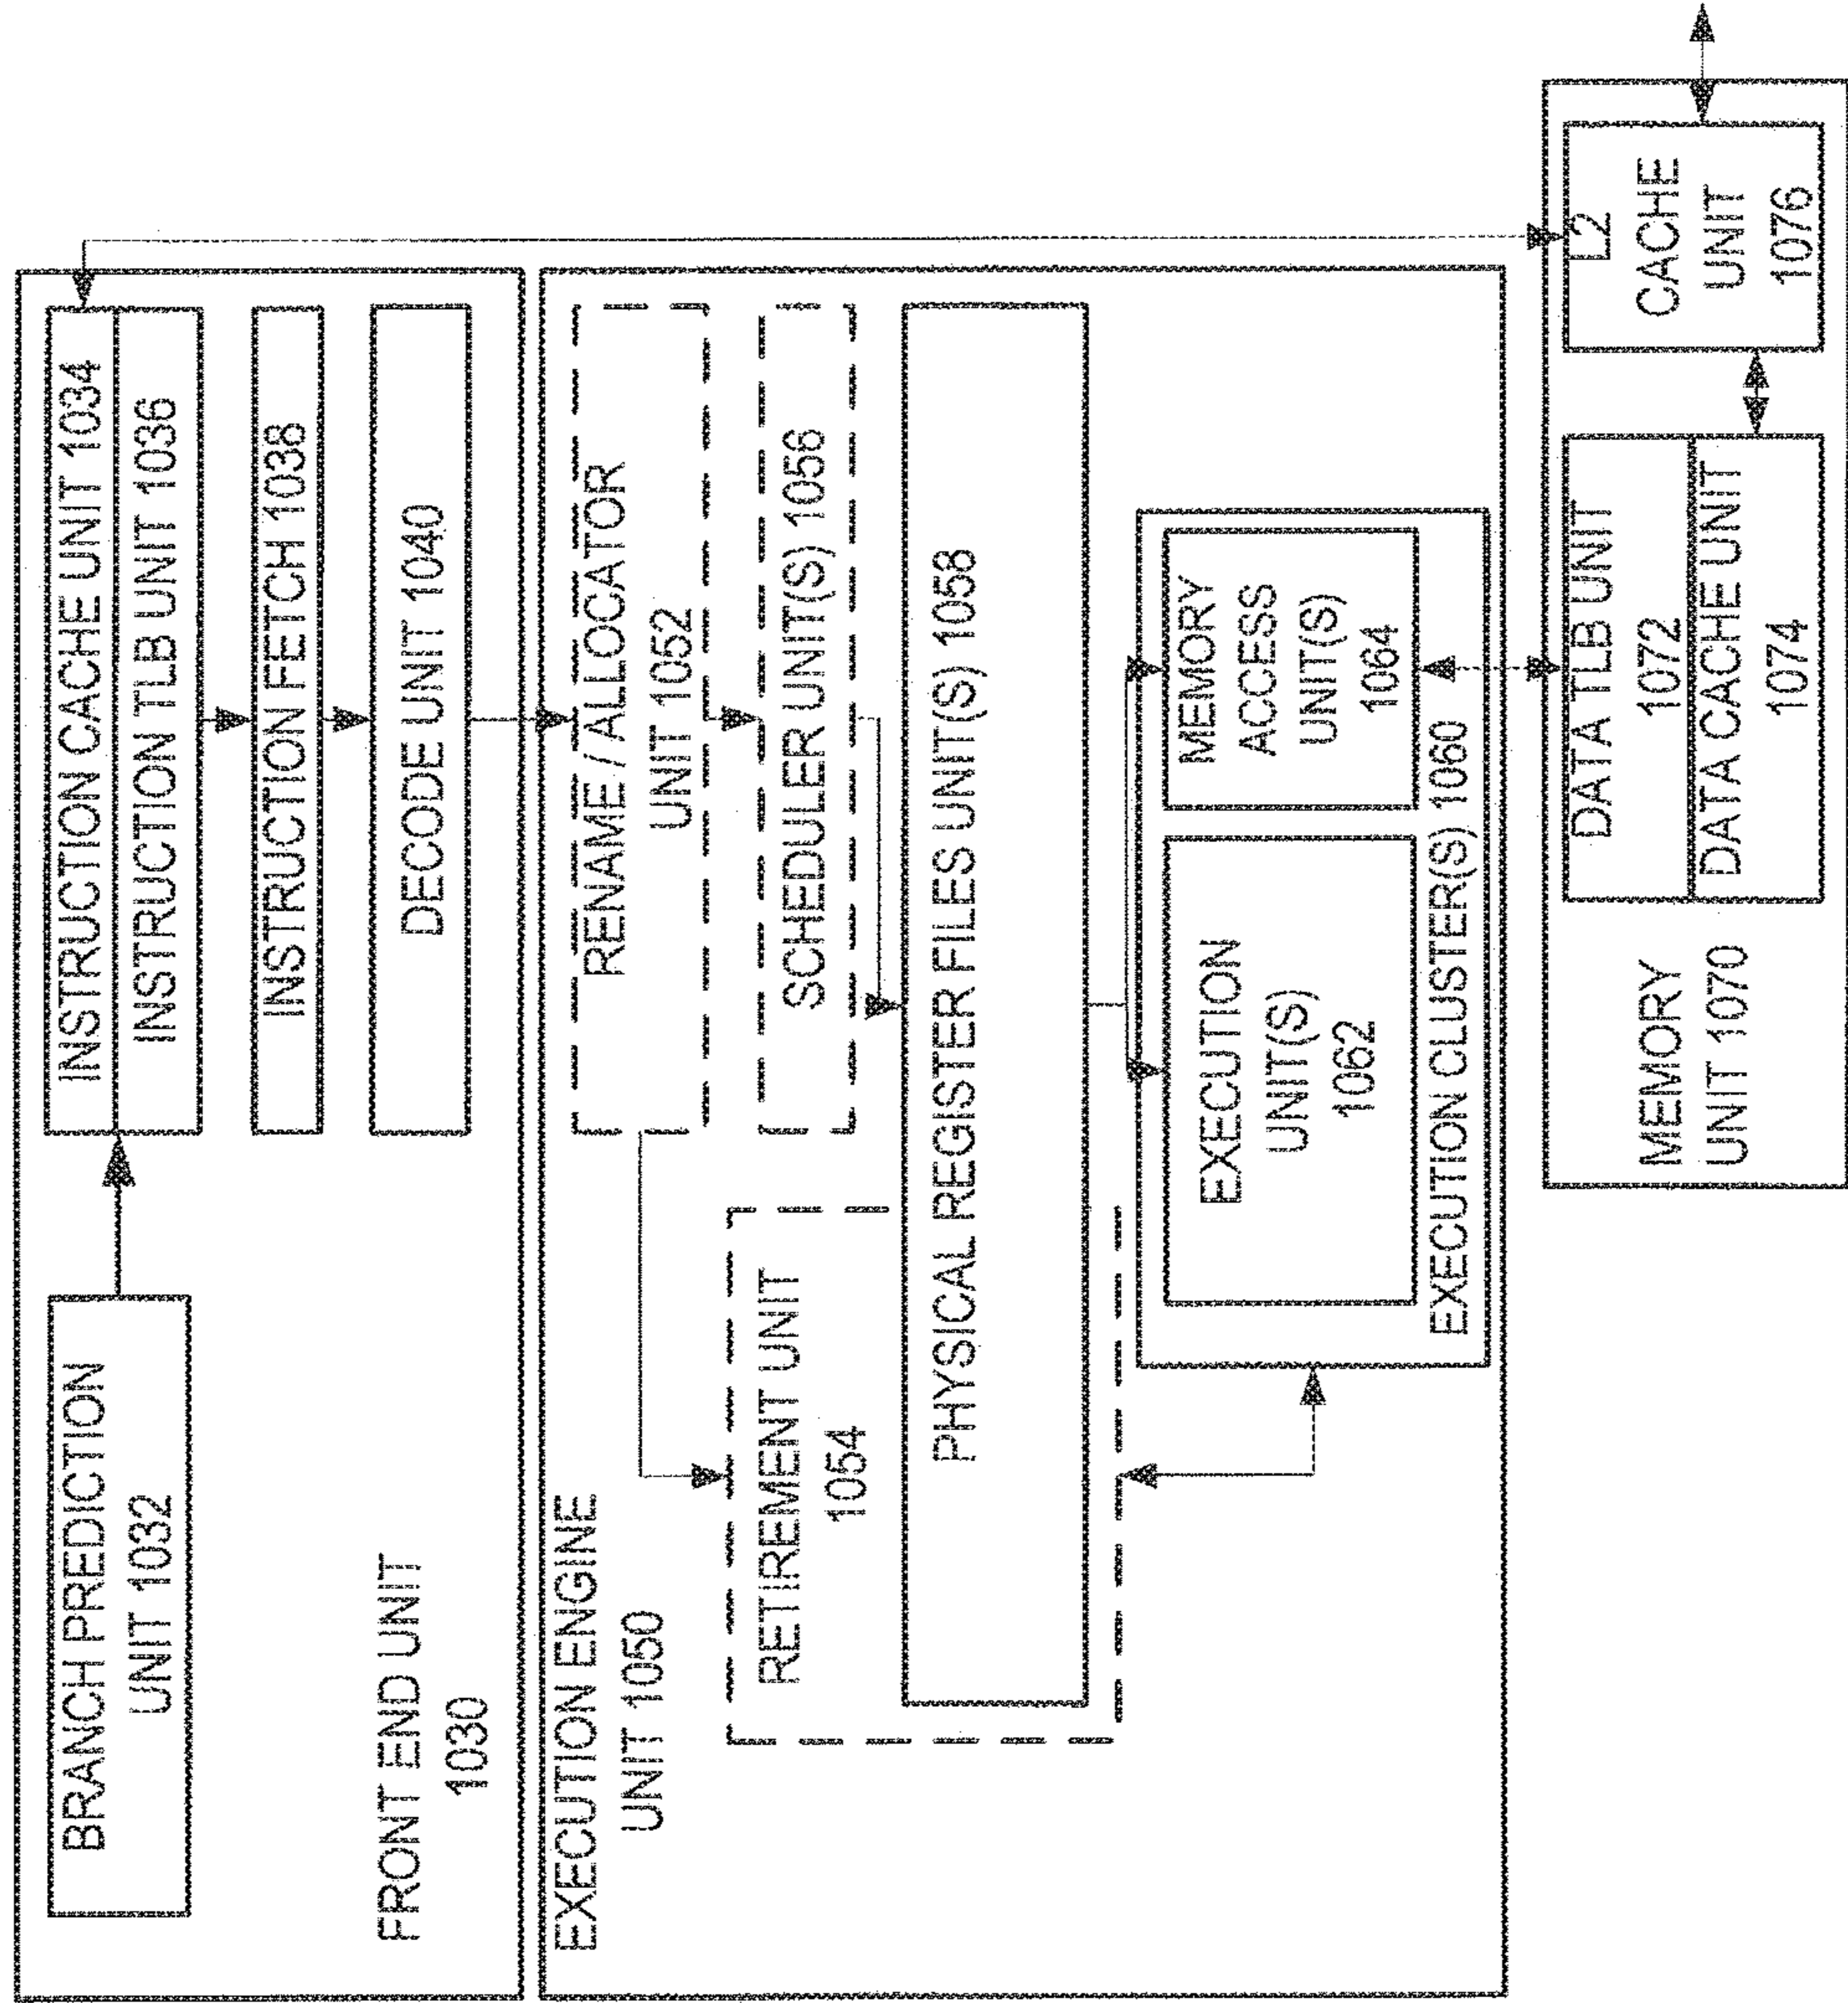 BRANCH PREDICTION
UNIT 1032
INSTRUCTION CACHE UNIT 1034
INSTRUCTION TLB UNIT 1036
INSTRUCTION FETCH 1038
DECODE UNIT 1040
FRONT END UNIT
1030
EXECUTION ENGINE
UNIT 1050
RENAME / ALLOCATOR
UNIT 1052
RETIREMENT UNIT
1054
SCHEDULER UNIT(S) 1056
PHYSICAL REGISTER FILES UNIT(S) 1058
EXECUTION
UNIT(S)
1062
MEMORY
ACCESS
UNIT(S)
1064
EXECUTION CLUSTER(S) 1060
MEMORY
UNIT 1070
DATA TLB UNIT
1072
DATA CACHE UNIT
1074
L2
CACHE
UNIT
1076